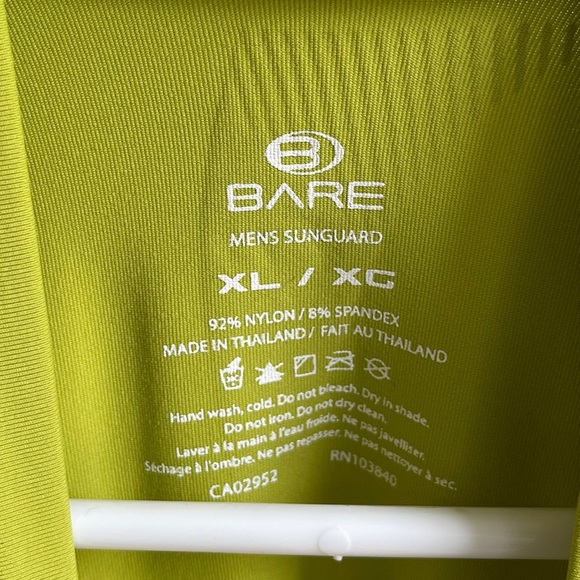 B
BARE
MENS SUNGUARD
XL / XG
92% NYLON / 8% SPANDEX
MADE IN THAILAND / FAIT AU THAILAND
Hand wash, cold. Do not bleach. Dry in shade.
Do not iron. Do not dry clean.
Laver à la main à l'eau froide. Ne pas javelliser.
Séchage à l'ombre. Ne pas repasser. Ne pas nettoyer à sec.
CA02952 RN103840